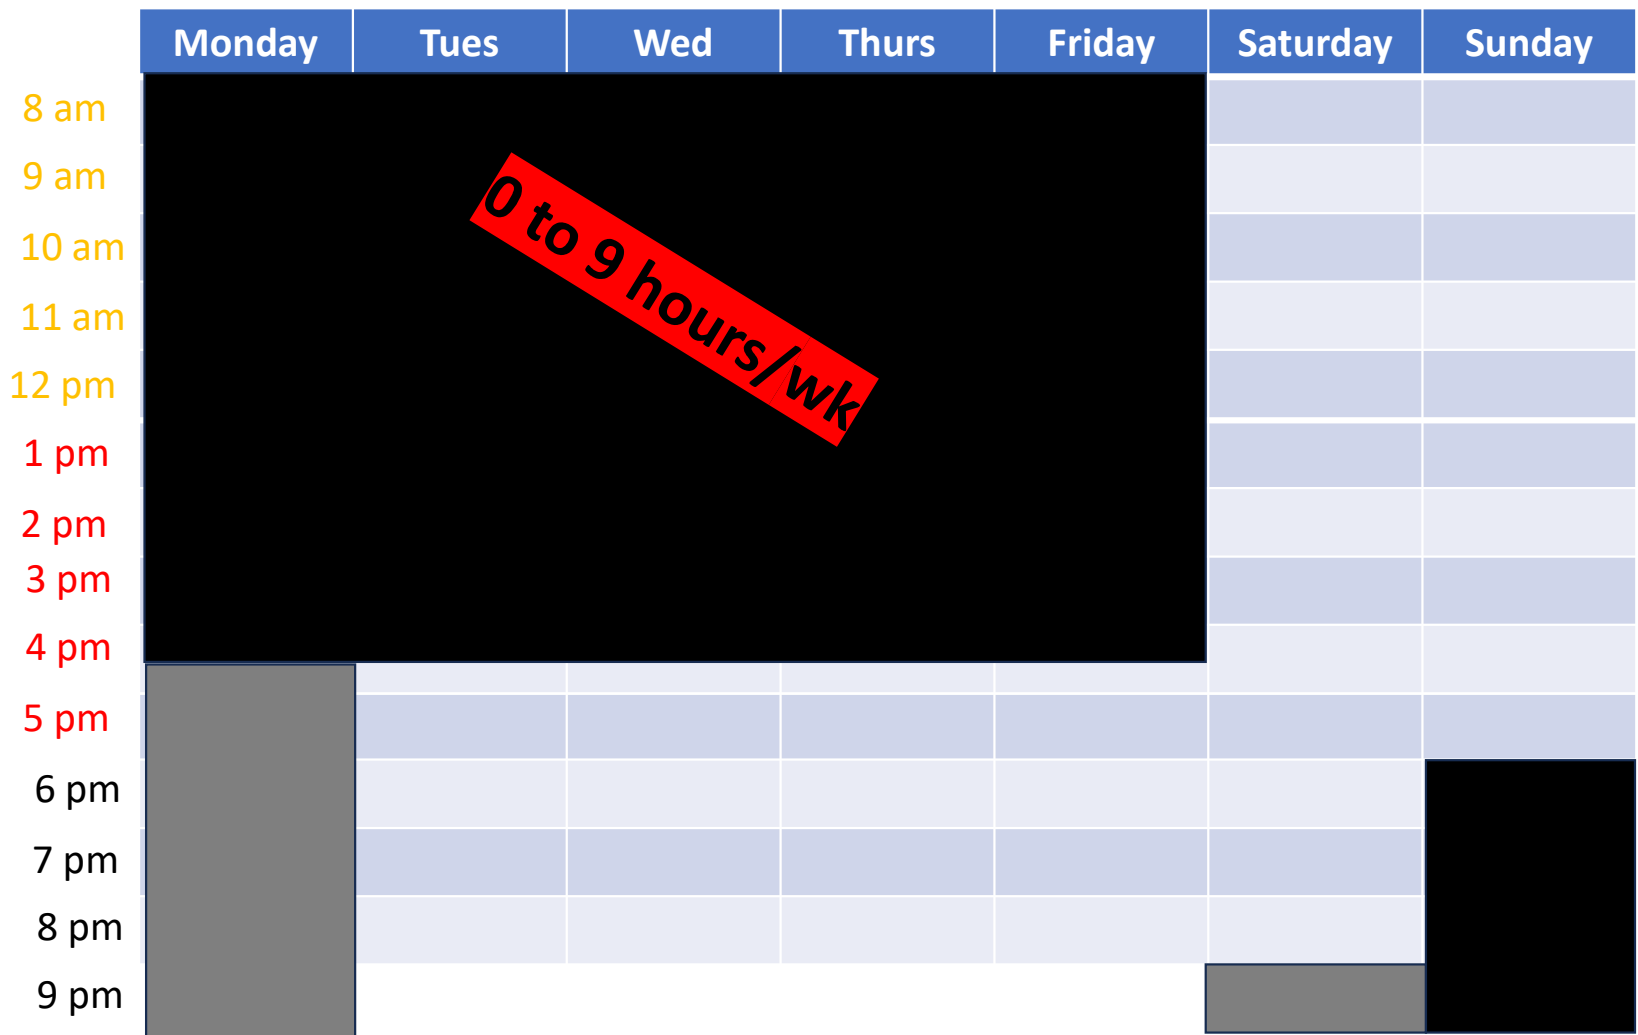 Monday Tues Wed Thurs Friday Saturday Sunday
8 am
9 am
10 am
11 am
12 pm
1 pm
2 pm
3 pm
4 pm
5 pm
6 pm
7 pm
8 pm
9 pm
0 to 9 hours/wk